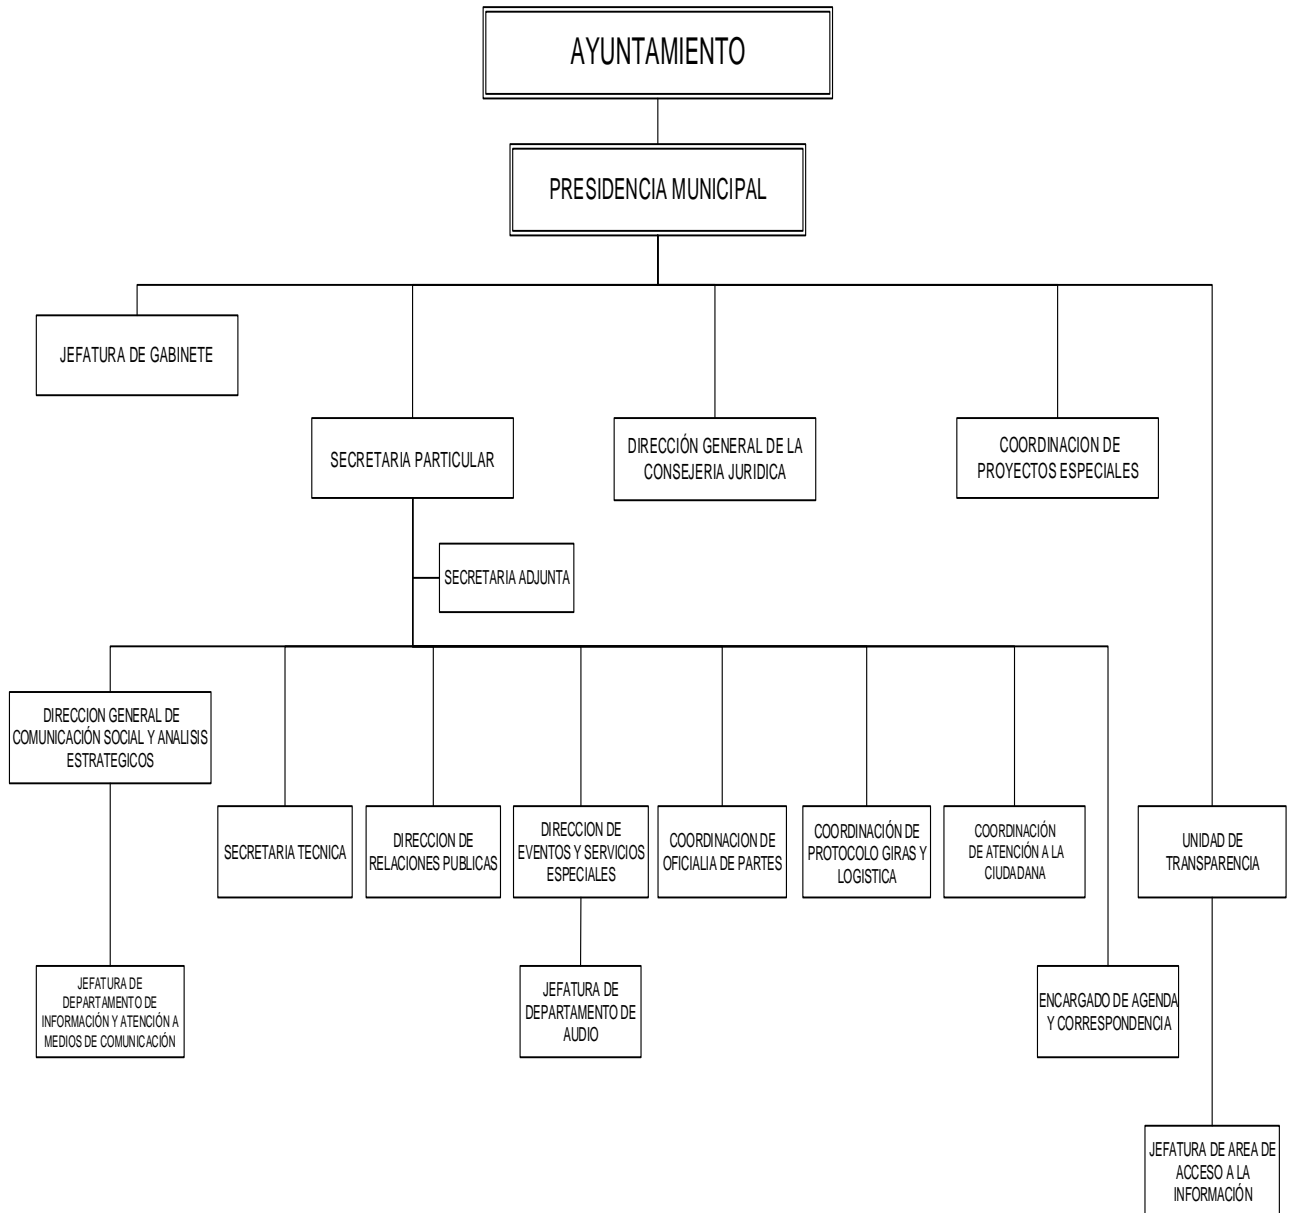 AYUNTAMIENTO
PRESIDENCIA MUNICIPAL
JEFATURA DE GABINETE
SECRETARIA PARTICULAR
DIRECCIÓN GENERAL DE LA
CONSEJERIA JURIDICA
COORDINACION DE
PROYECTOS ESPECIALES
SECRETARIA ADJUNTA
DIRECCION GENERAL DE
COMUNICACIÓN SOCIAL Y ANALISIS
ESTRATEGICOS
SECRETARIA TECNICA
DIRECCION DE
RELACIONES PUBLICAS
DIRECCION DE
EVENTOS Y SERVICIOS
ESPECIALES
COORDINACION DE
OFICIALIA DE PARTES
COORDINACIÓN DE
PROTOCOLO GIRAS Y
LOGISTICA
COORDINACIÓN
DE ATENCIÓN A LA
CIUDADANA
UNIDAD DE
TRANSPARENCIA
JEFATURA DE
DEPARTAMENTO DE
INFORMACIÓN Y ATENCIÓN A
MEDIOS DE COMUNICACIÓN
JEFATURA DE
DEPARTAMENTO DE
AUDIO
ENCARGADO DE AGENDA
Y CORRESPONDENCIA
JEFATURA DE AREA DE
ACCESO A LA
INFORMACIÓN